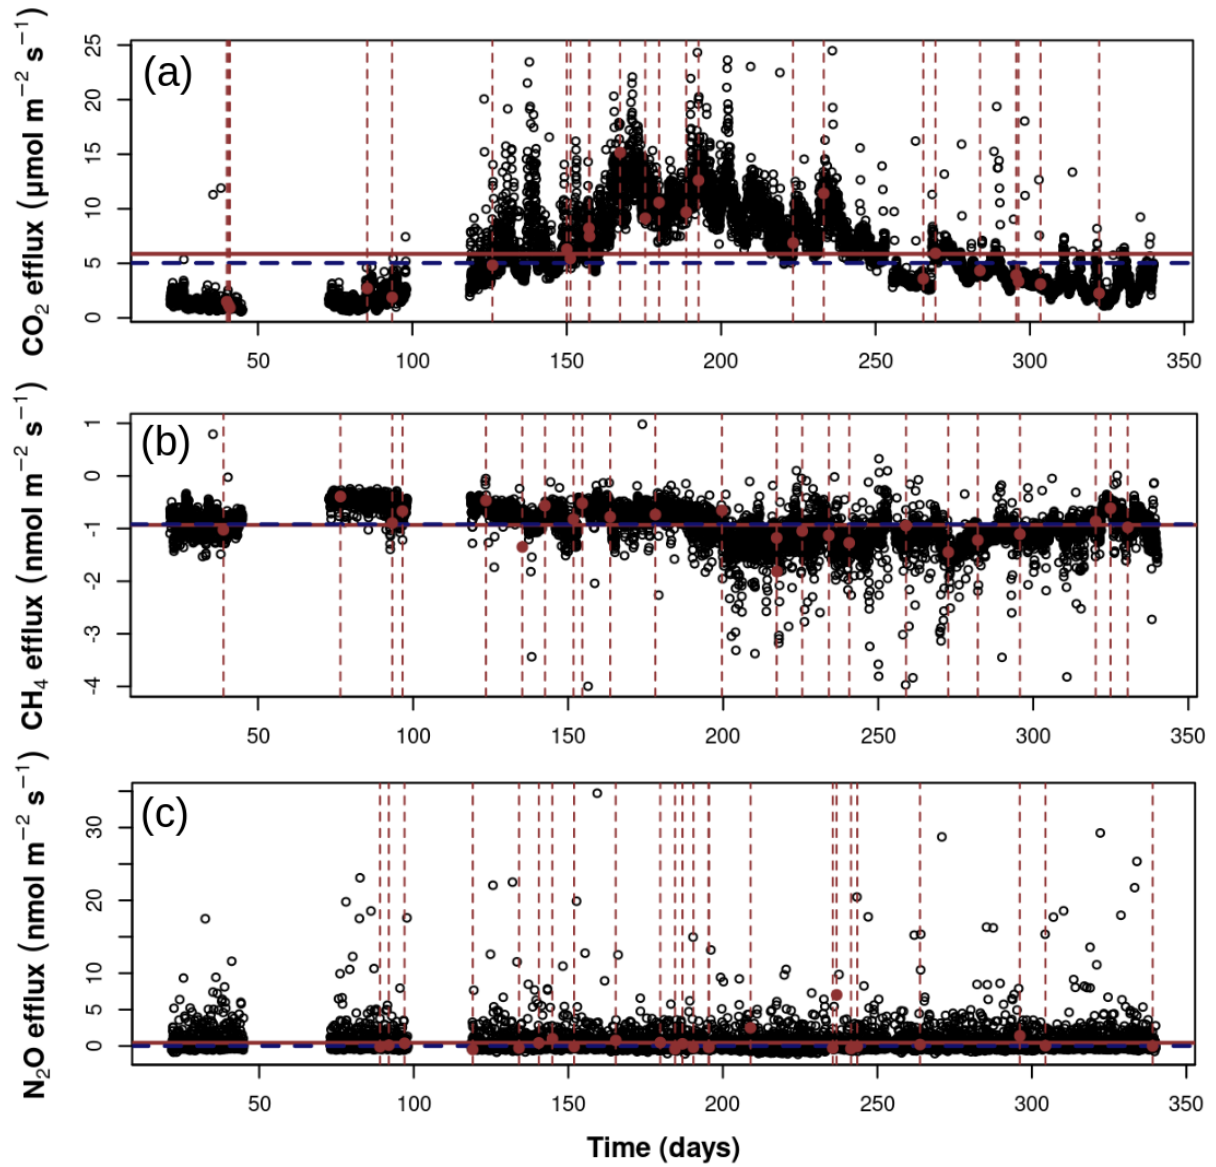 (a)
CO2 efflux (μmol m−2 s−1)
0 5 10 15 20 25
50 100 150 200 250 300 350
(b)
CH4 efflux (nmol m−2 s−1)
-4 -3 -2 -1 0 1
50 100 150 200 250 300 350
(c)
N2O efflux (nmol m−2 s−1)
0 5 10 20 30
50 100 150 200 250 300 350
Time (days)